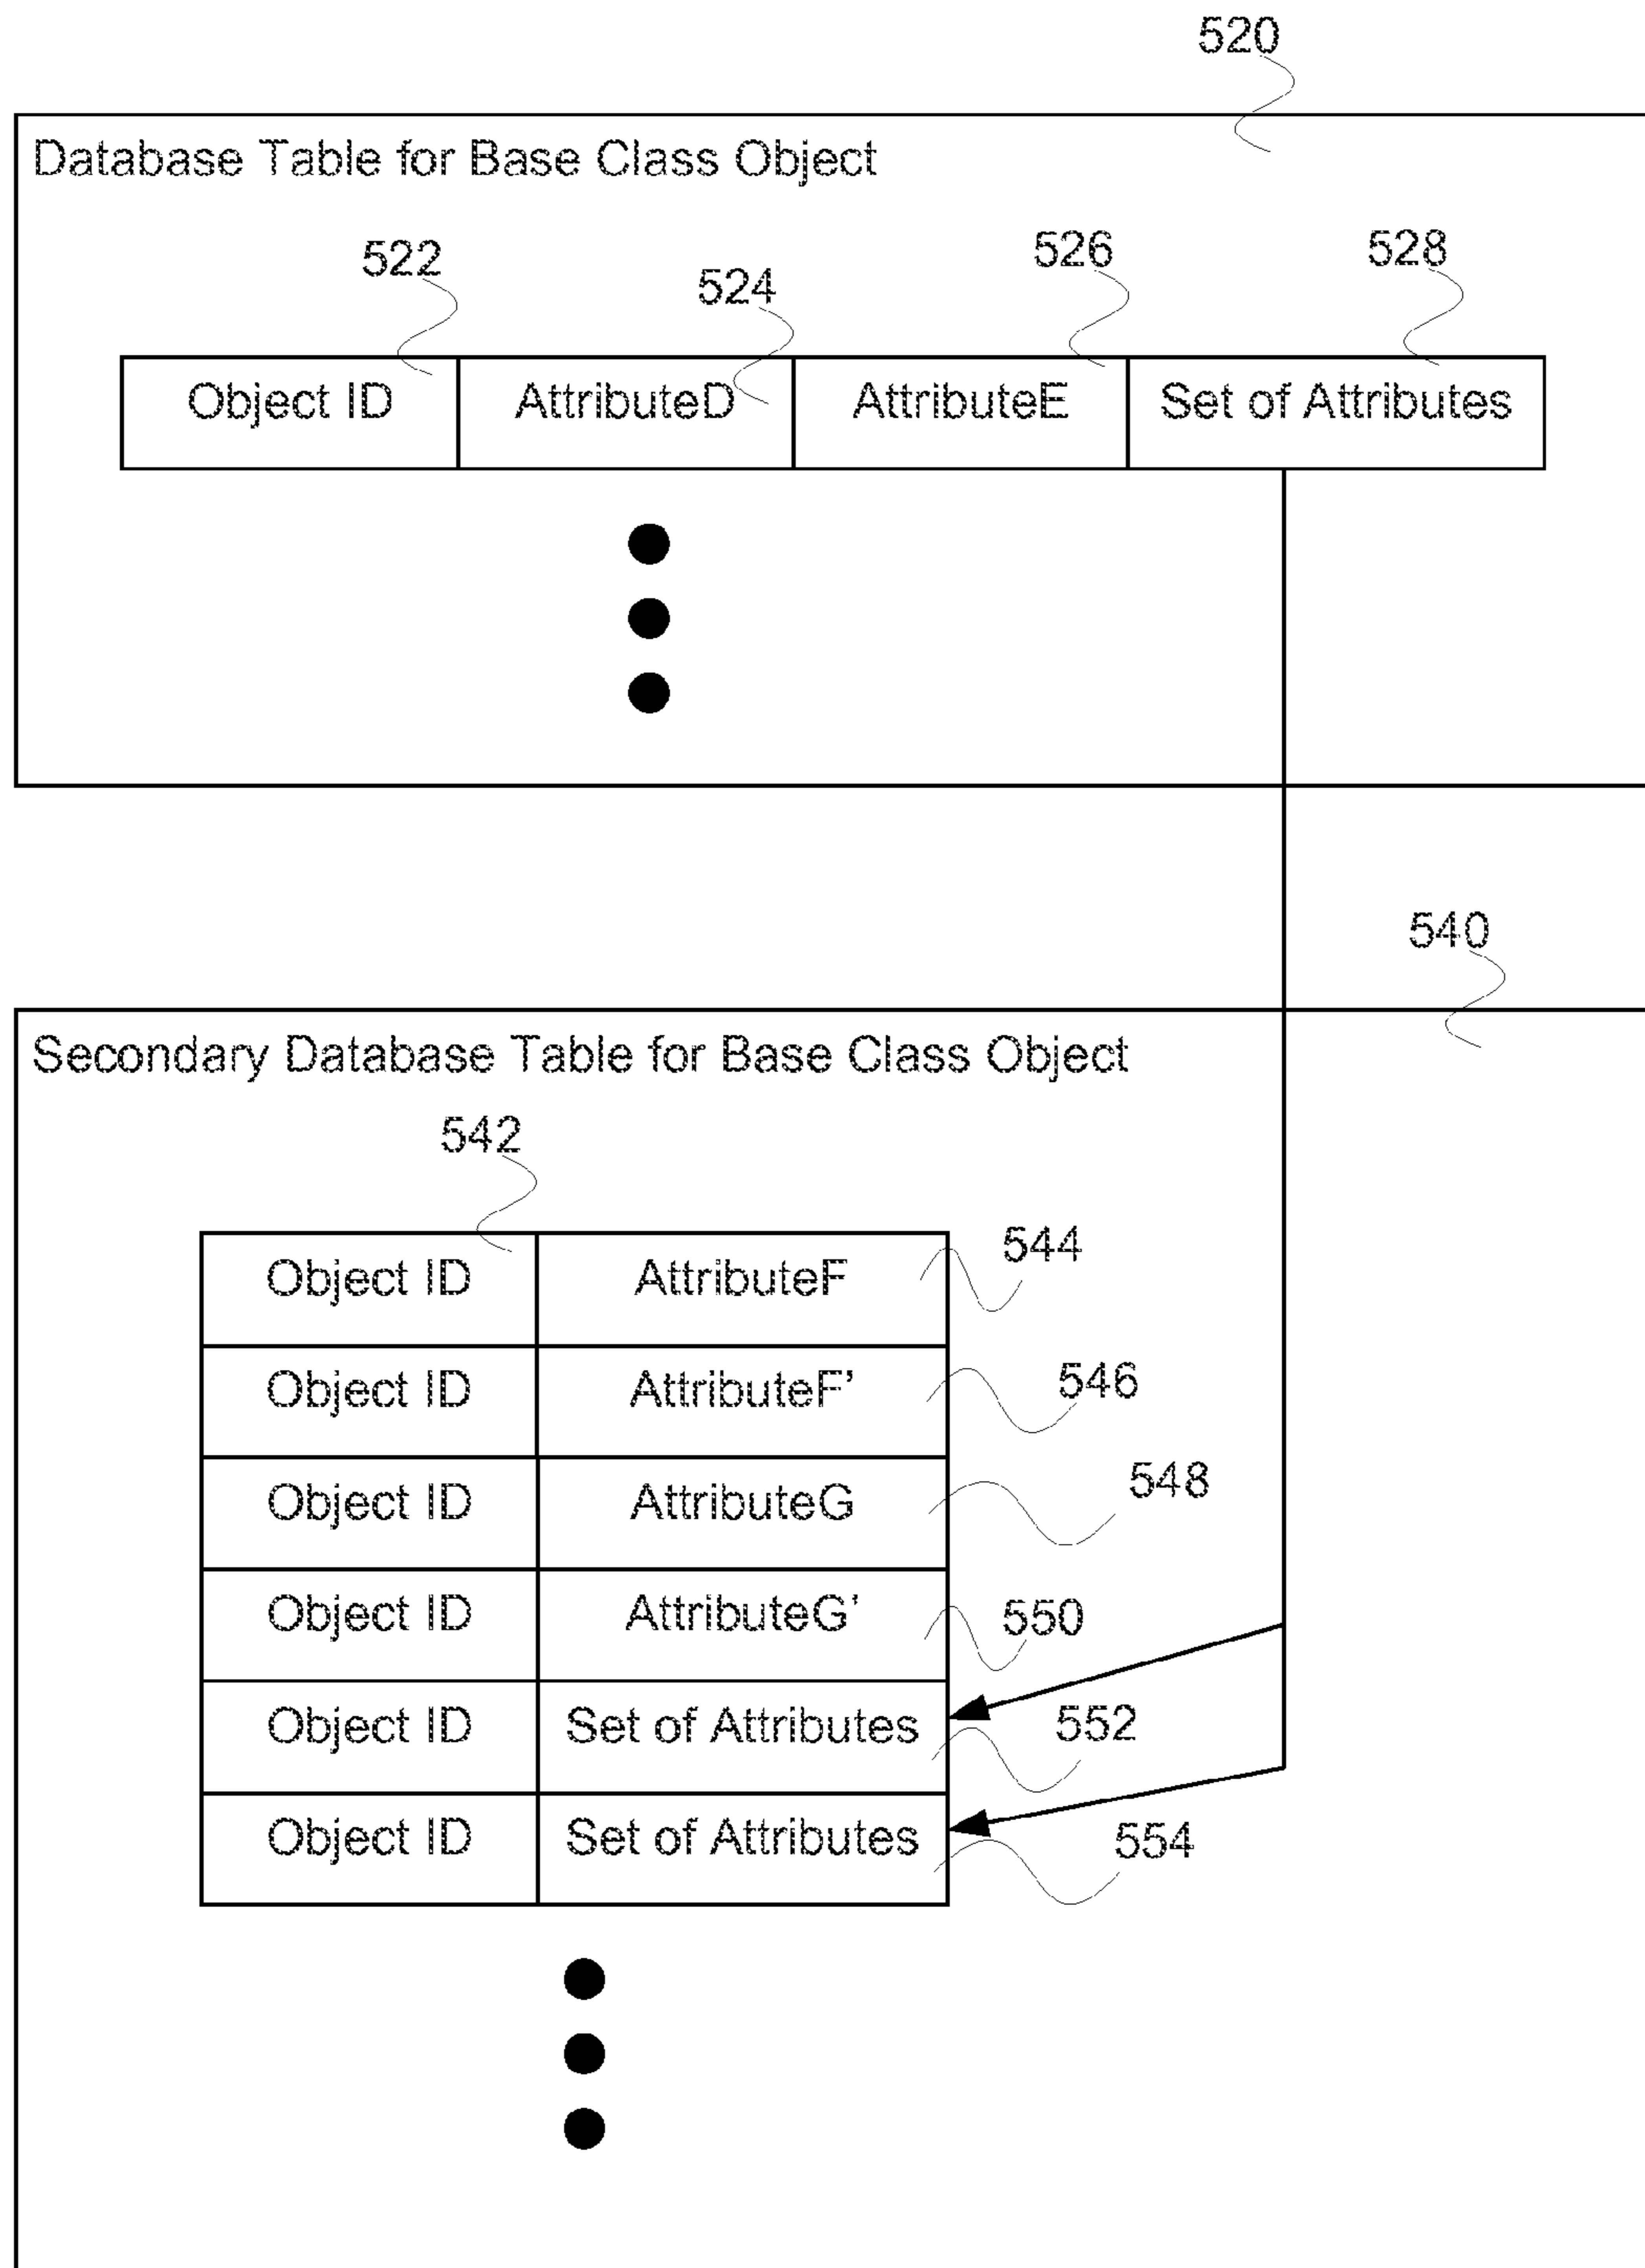 520
Database Table for Base Class Object
522
524
526
528
Object ID
AttributeD
AttributeE
Set of Attributes
540
Secondary Database Table for Base Class Object
542
Object ID
AttributeF
544
Object ID
AttributeF’
546
Object ID
AttributeG
548
Object ID
AttributeG’
550
Object ID
Set of Attributes
552
Object ID
Set of Attributes
554